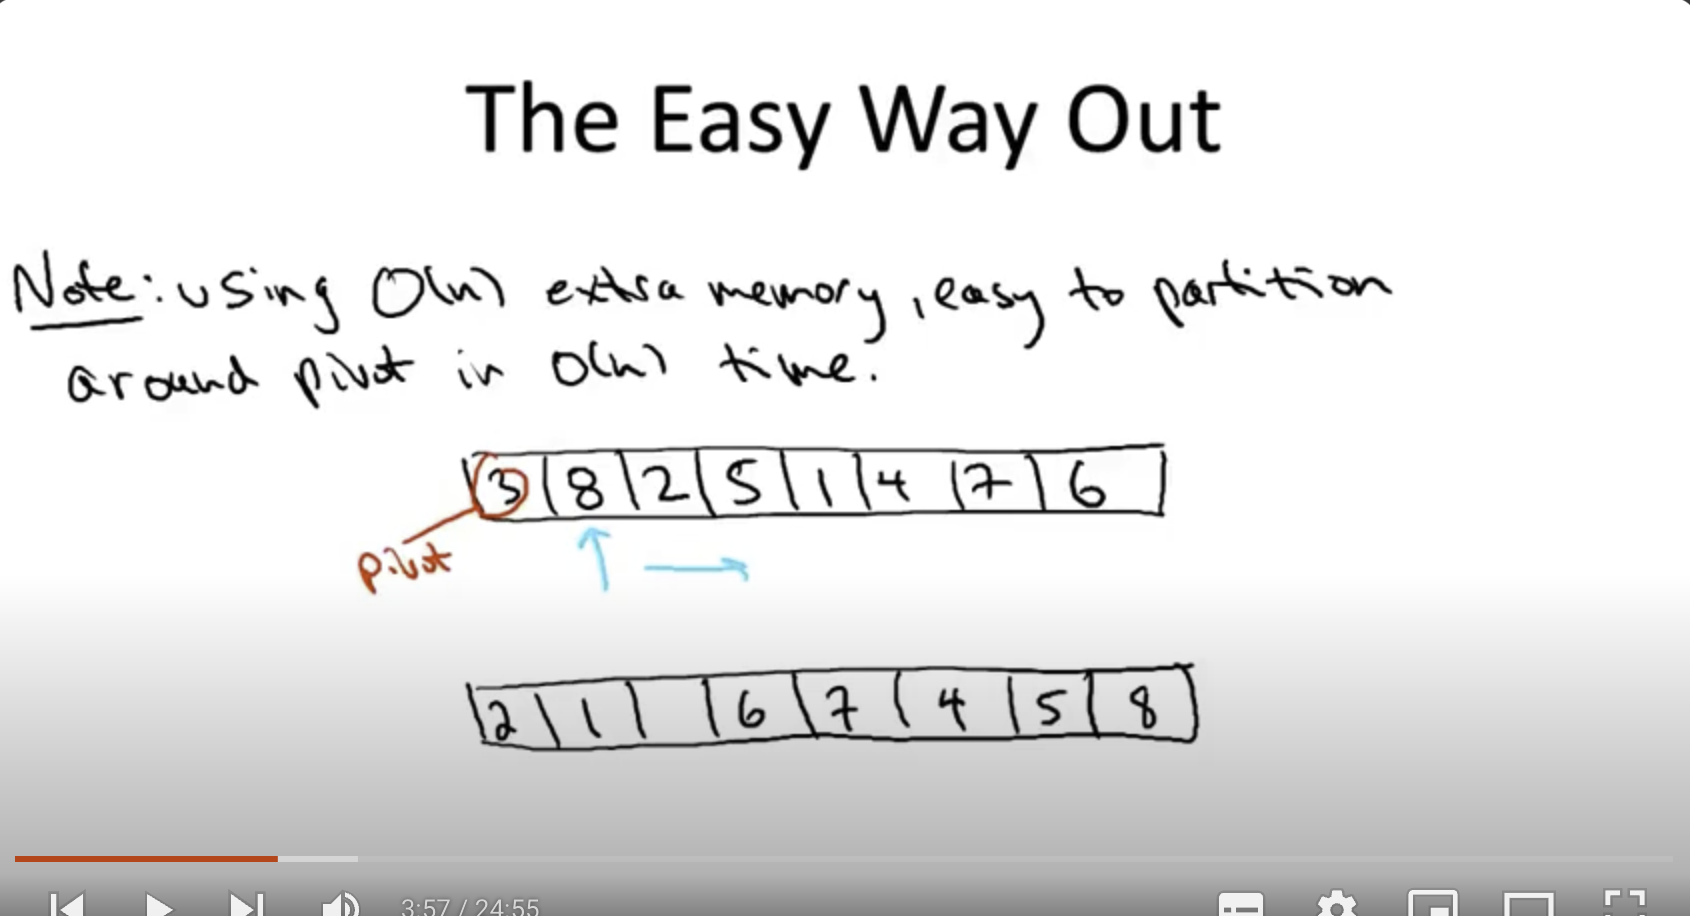 The Easy Way Out
Note: using O(n) extra memory, easy to partition
around pivot in O(n) time.
3 | 8 | 2 | 5 | 1 | 4 | 7 | 6
pivot
2 | 1 | | 6 | 7 | 4 | 5 | 8
3:57 / 24:55